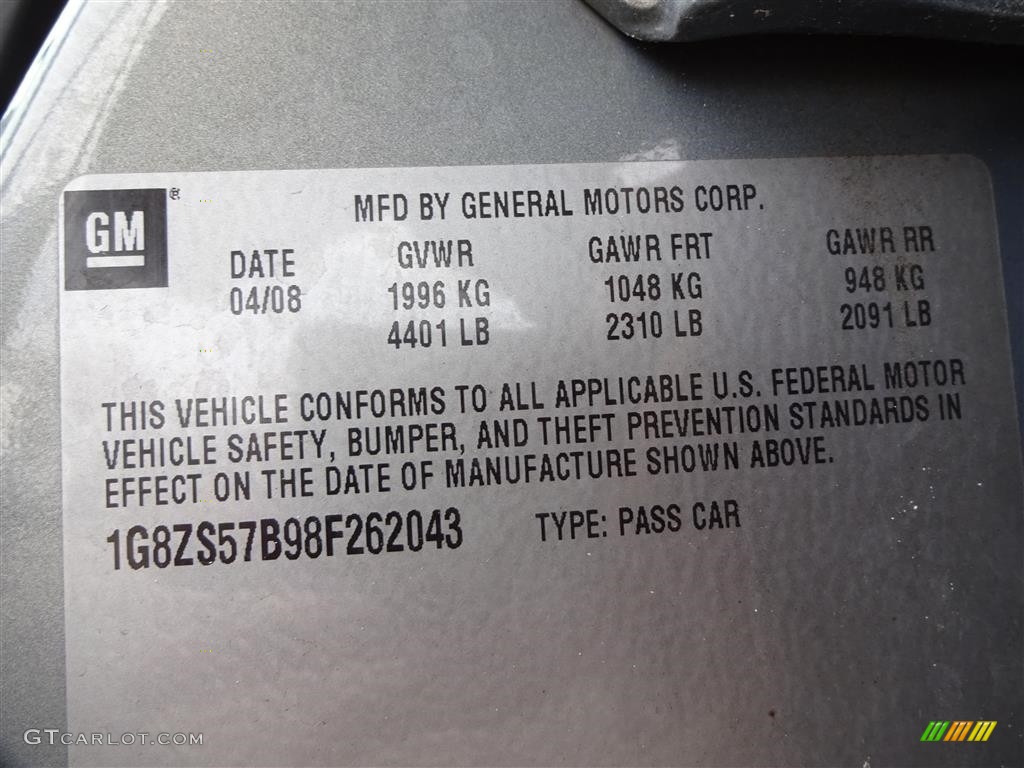 GM ®
MFD BY GENERAL MOTORS CORP.
DATE GVWR GAWR FRT GAWR RR
04/08 1996 KG 1048 KG 948 KG
4401 LB 2310 LB 2091 LB
THIS VEHICLE CONFORMS TO ALL APPLICABLE U.S. FEDERAL MOTOR
VEHICLE SAFETY, BUMPER, AND THEFT PREVENTION STANDARDS IN
EFFECT ON THE DATE OF MANUFACTURE SHOWN ABOVE.
1G8ZS57B98F262043 TYPE: PASS CAR
GTCARLOT.COM